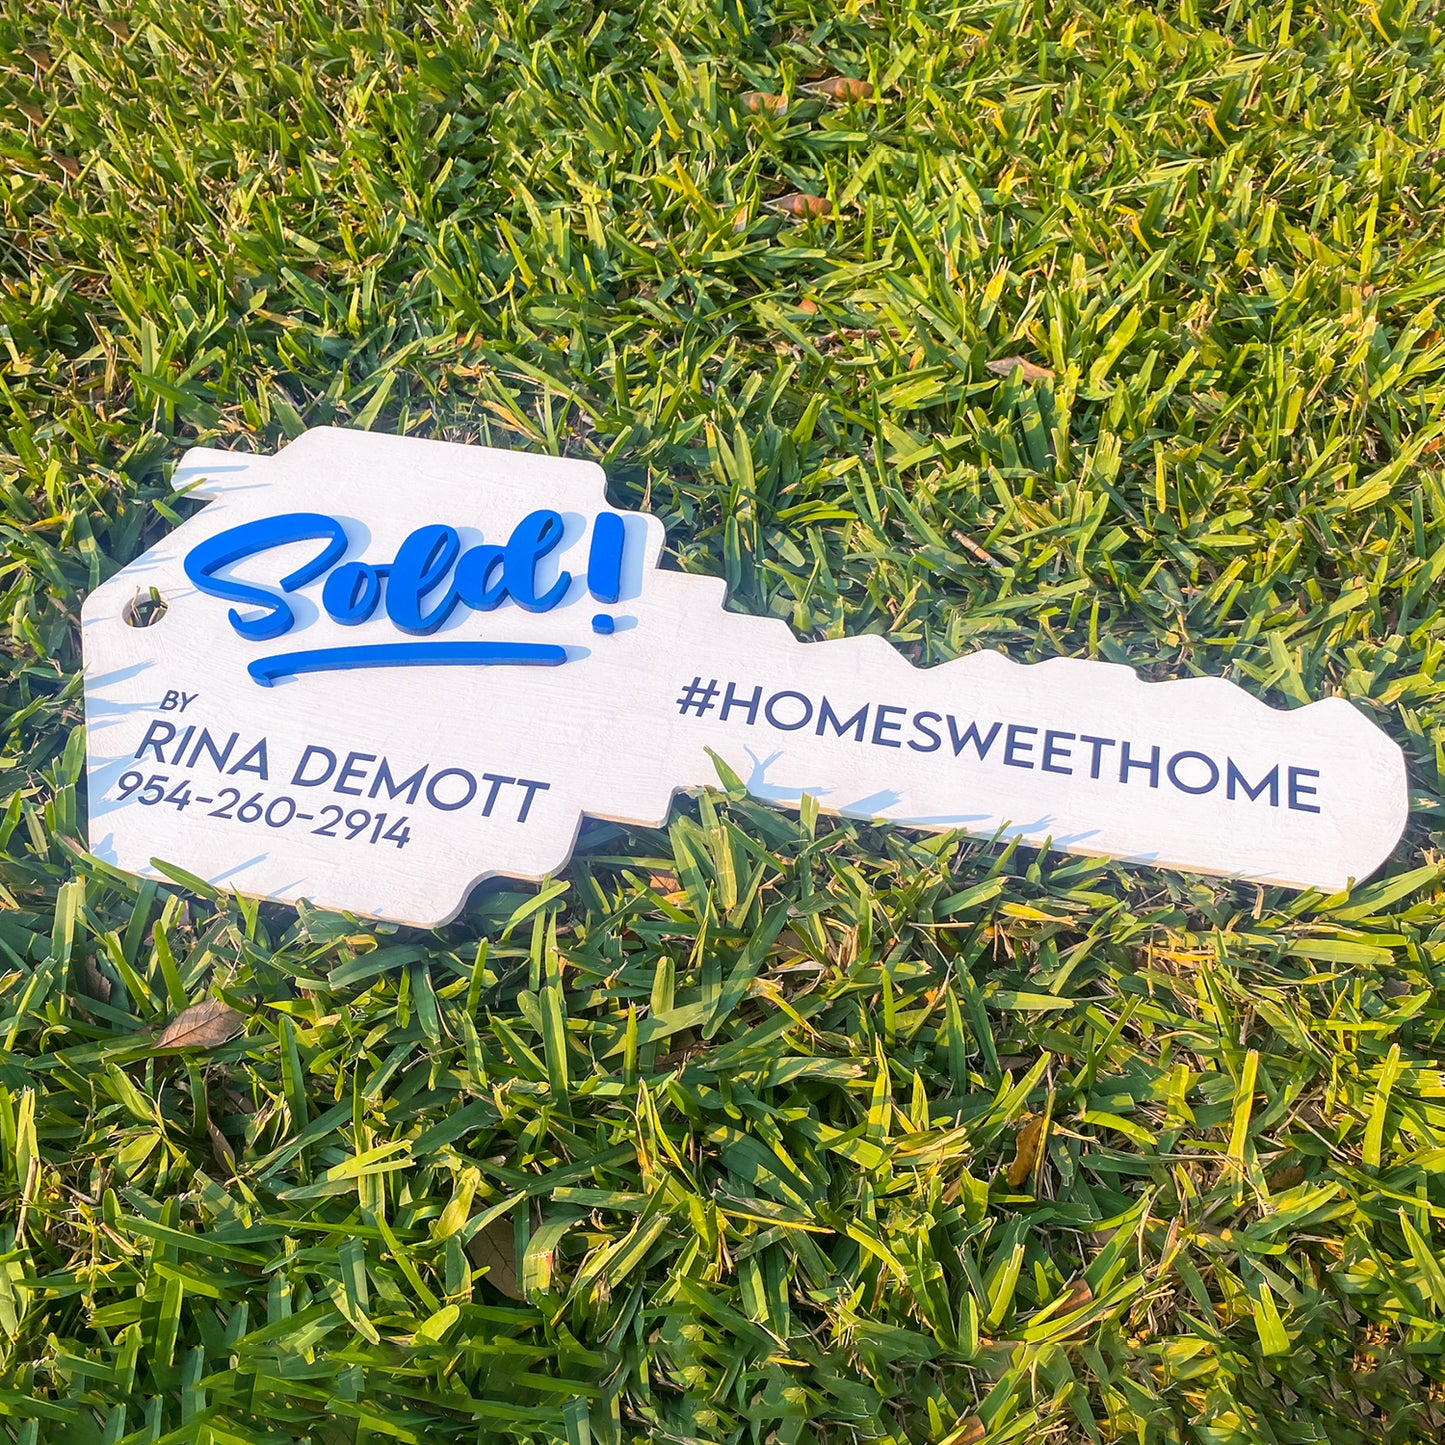 Sold!
BY
RINA DEMOTT
954-260-2914
#HOMESWEETHOME